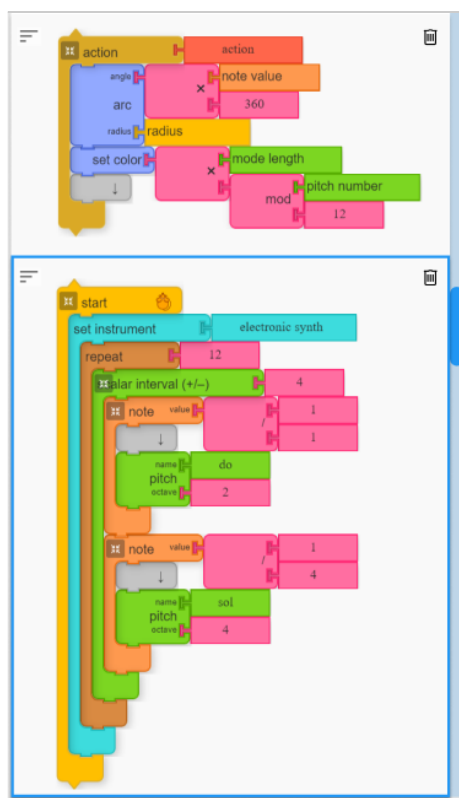 action action
angle note value
×
arc 360
radius radius
set color mode length
×
pitch number
mod
↓
12
start
set instrument electronic synth
repeat 12
alar interval (+/–) 4
note value 1
/
↓ 1
name do
pitch
octave 2
note value 1
/
↓ 4
name sol
pitch
octave 4